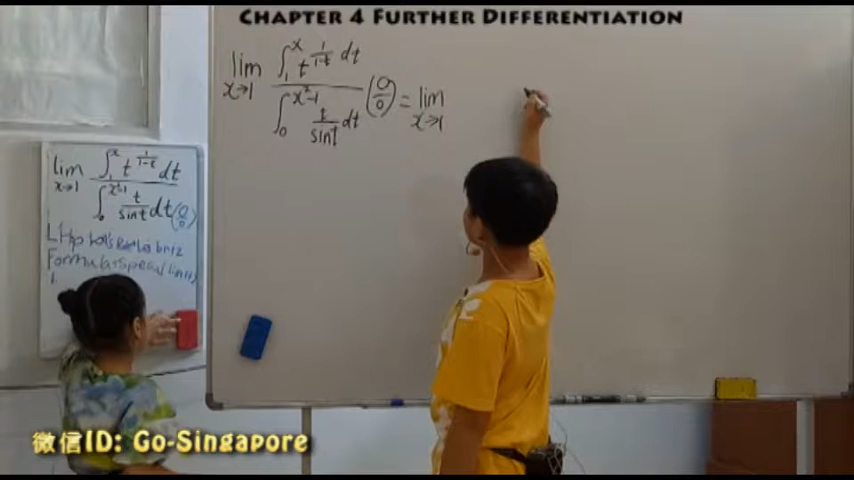 CHAPTER 4 FURTHER DIFFERENTIATION
lim x→1 ∫₁ˣ t^(1/(1-t)) dt / ∫₀^(x²-1) t/sin t dt (0/0) = lim x→1
lim x→1 ∫₁ˣ t^(1/(1-t)) dt / ∫₀^(x²-1) t/sin t dt (0/0)
Formula
微信ID: Go-Singapore